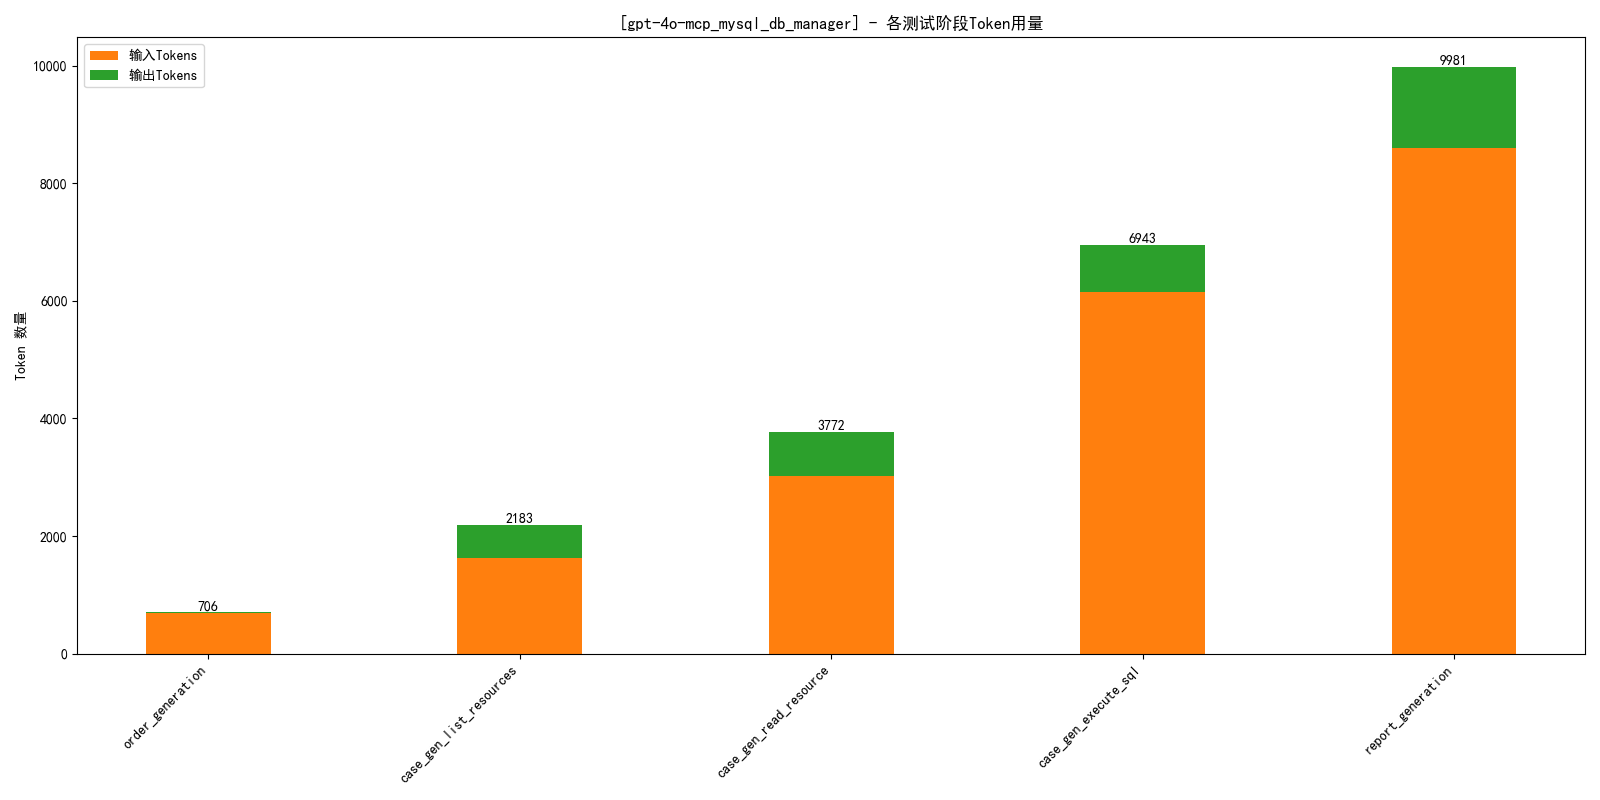 [gpt-4o-mcp_mysql_db_manager] - 各测试阶段Token用量
输入Tokens
输出Tokens
Token 数量
10000
8000
6000
4000
2000
0
706
2183
3772
6943
9981
order_generation
case_gen_list_resources
case_gen_read_resource
case_gen_execute_sql
report_generation